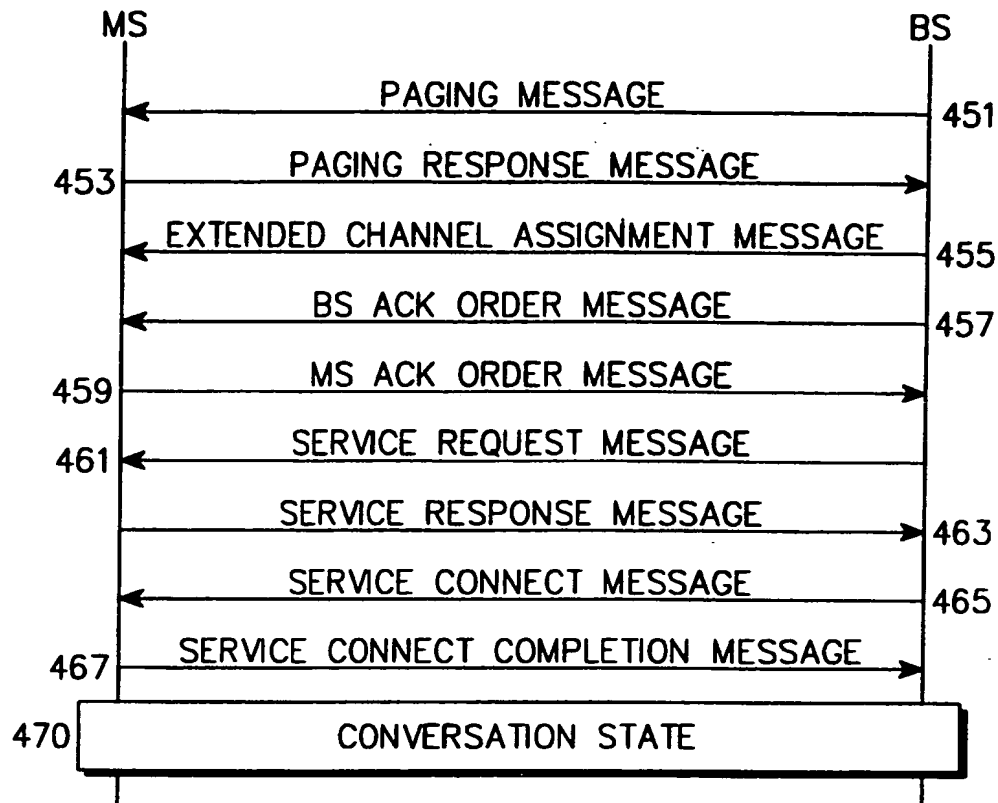 MS BS
PAGING MESSAGE 451
453 PAGING RESPONSE MESSAGE
EXTENDED CHANNEL ASSIGNMENT MESSAGE 455
BS ACK ORDER MESSAGE 457
459 MS ACK ORDER MESSAGE
461 SERVICE REQUEST MESSAGE
SERVICE RESPONSE MESSAGE 463
SERVICE CONNECT MESSAGE 465
467 SERVICE CONNECT COMPLETION MESSAGE
470 CONVERSATION STATE